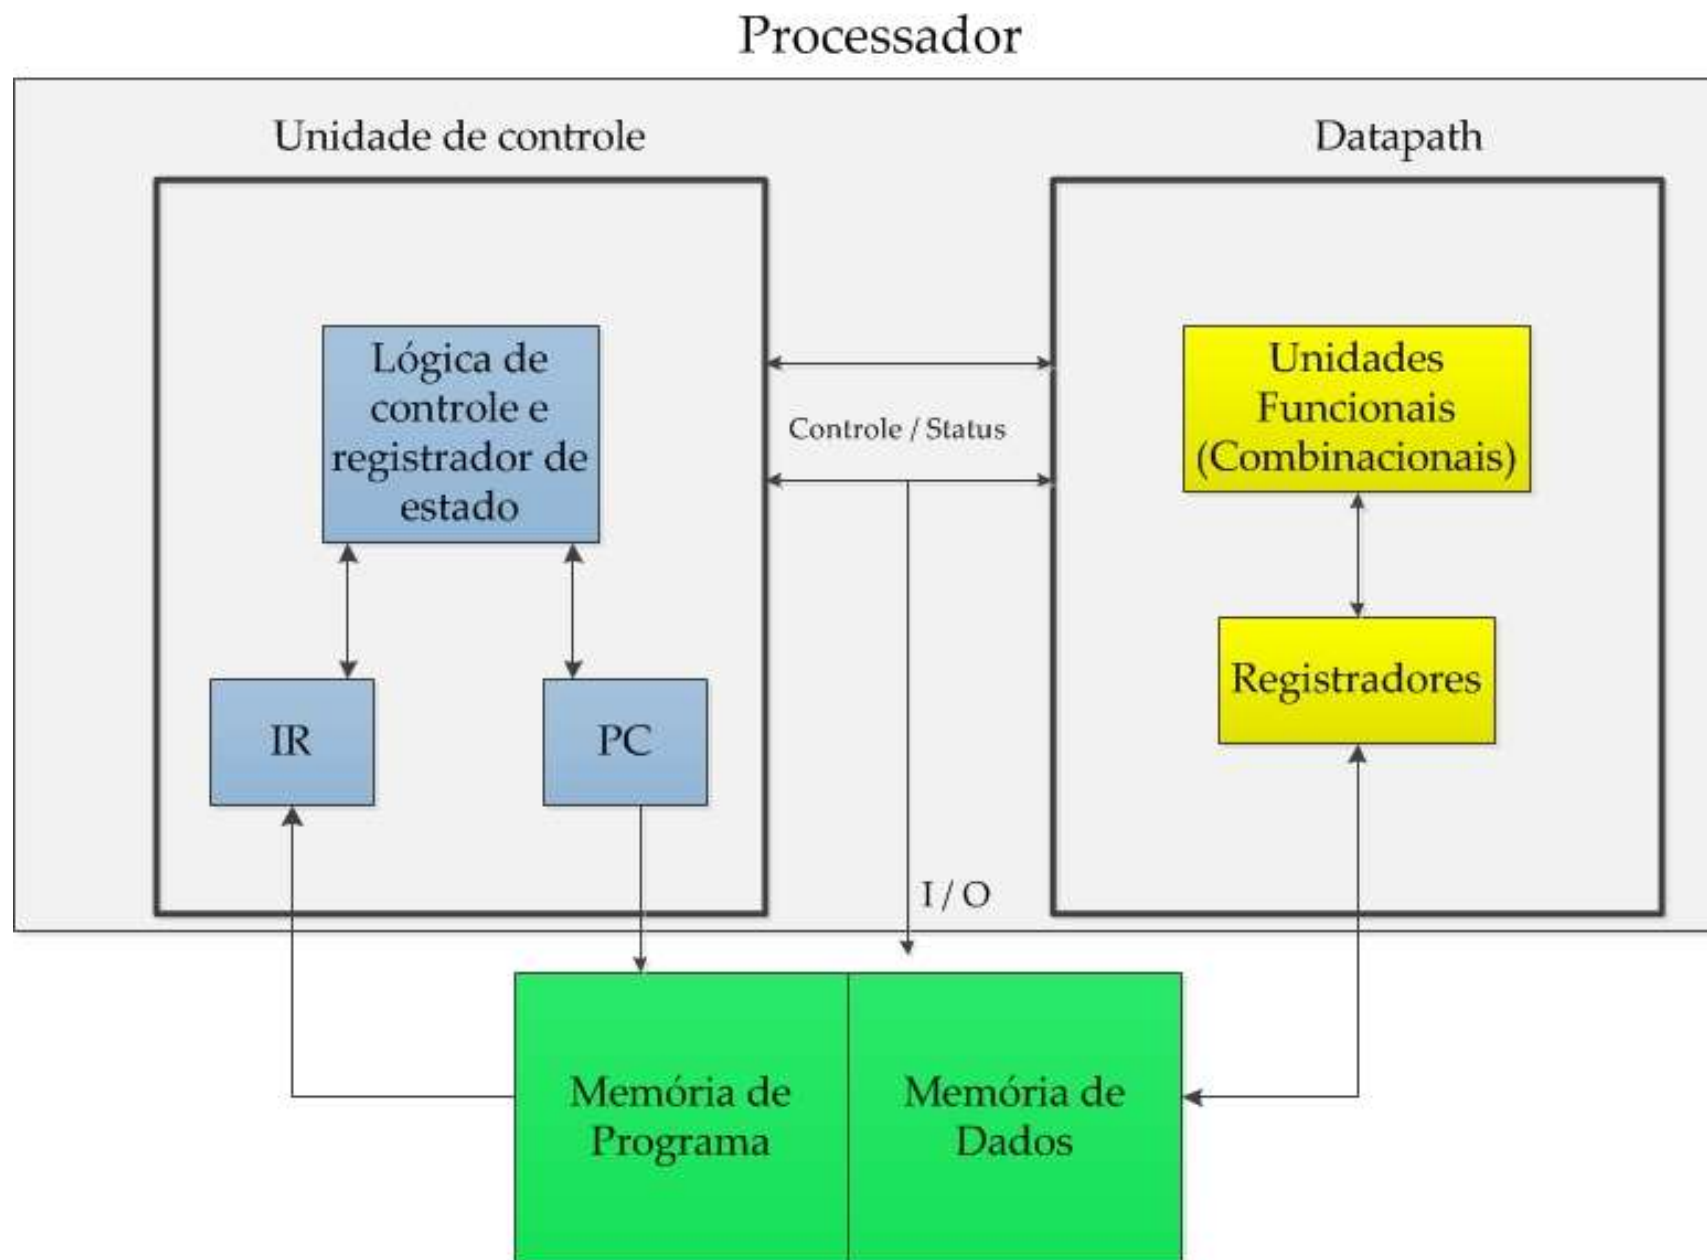 Processador
Unidade de controle
Datapath
Lógica de
controle e
registrador de
estado
Controle / Status
Unidades
Funcionais
(Combinacionais)
IR
PC
Registradores
I / O
Memória de
Programa
Memória de
Dados